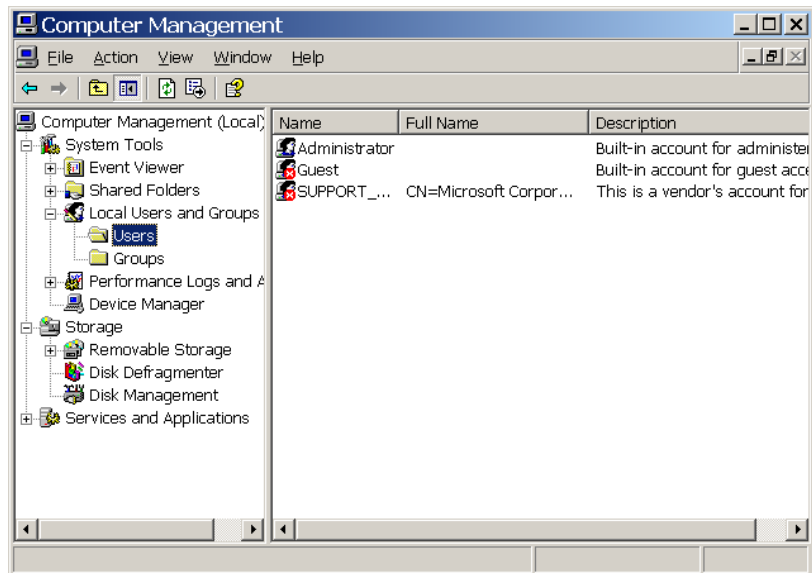 Computer Management
File Action View Window Help
Computer Management (Local)
System Tools
Event Viewer
Shared Folders
Local Users and Groups
Users
Groups
Performance Logs and A
Device Manager
Storage
Removable Storage
Disk Defragmenter
Disk Management
Services and Applications
Name Full Name Description
Administrator Built-in account for administer
Guest Built-in account for guest acce
SUPPORT_... CN=Microsoft Corpor... This is a vendor's account for